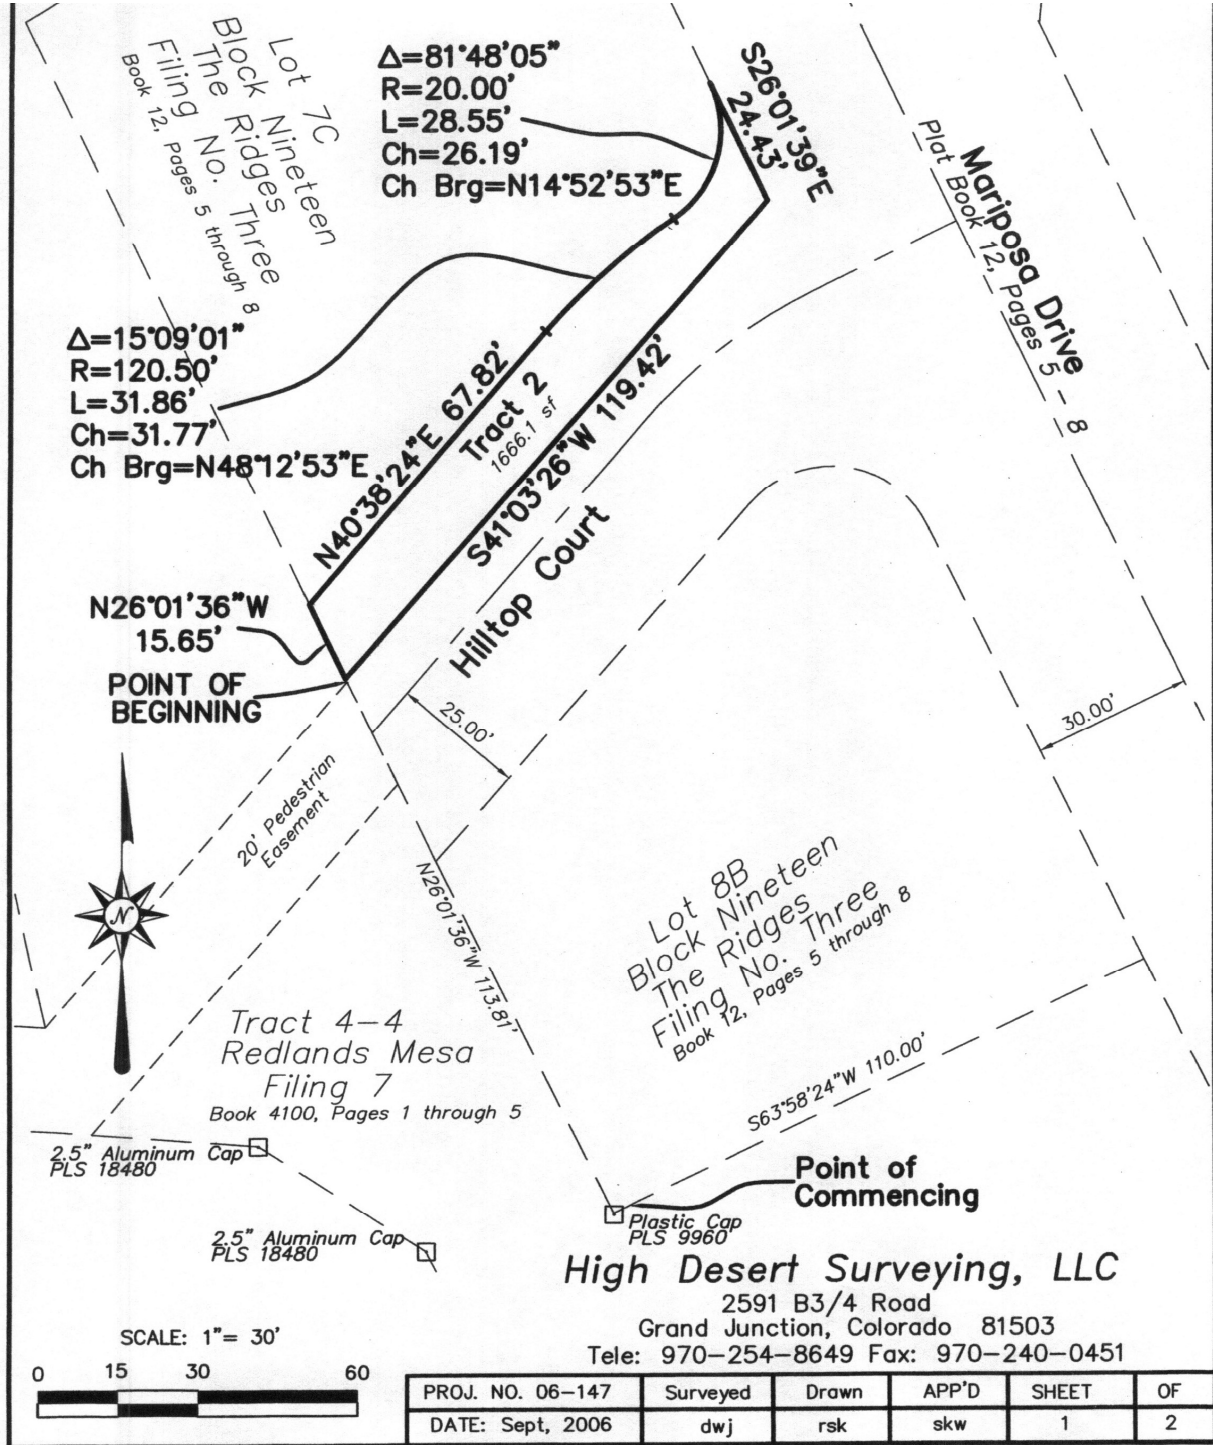 Lot 7C
Block Nineteen
The Ridges
Filing No. Three
Book 12, Pages 5 through 8
Δ=81°48'05"
R=20.00'
L=28.55'
Ch=26.19'
Ch Brg=N14°52'53"E
S26°01'39"E
24.43'
Mariposa Drive
Plat Book 12, Pages 5 - 8
Δ=15°09'01"
R=120.50'
L=31.86'
Ch=31.77'
Ch Brg=N48°12'53"E
N40°38'24"E 67.82'
Tract 2
1666.1 sf
S41°03'26"W 119.42'
Hilltop Court
N26°01'36"W
15.65'
POINT OF
BEGINNING
25.00'
30.00'
20' Pedestrian
Easement
N
N26°01'36"W 113.81'
Lot 8B
Block Nineteen
The Ridges
Filing No. Three
Book 12, Pages 5 through 8
Tract 4-4
Redlands Mesa
Filing 7
Book 4100, Pages 1 through 5
S63°58'24"W 110.00'
2.5" Aluminum Cap
PLS 18480
Point of
Commencing
Plastic Cap
PLS 9960
2.5" Aluminum Cap
PLS 18480
High Desert Surveying, LLC
2591 B3/4 Road
Grand Junction, Colorado 81503
Tele: 970-254-8649 Fax: 970-240-0451
SCALE: 1"= 30'
0 15 30 60
PROJ. NO. 06-147 Surveyed Drawn APP'D SHEET OF
DATE: Sept, 2006 dwj rsk skw 1 2